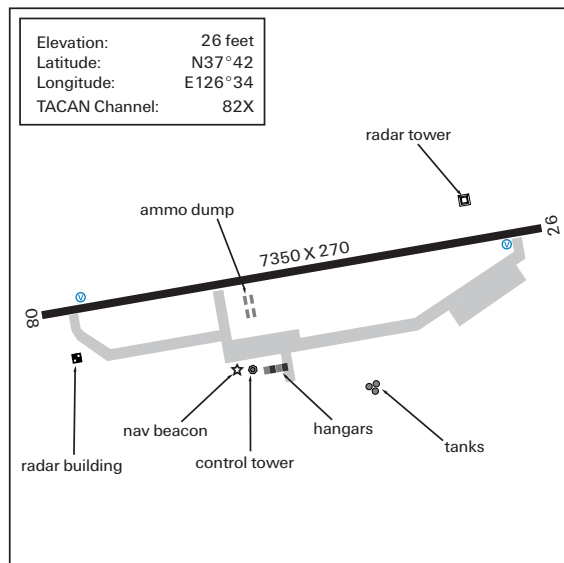 Elevation: 26 feet
Latitude: N37°42
Longitude: E126°34
TACAN Channel: 82X
radar tower
ammo dump
26
7350 X 270
V
V
08
nav beacon
hangars
tanks
radar building
control tower